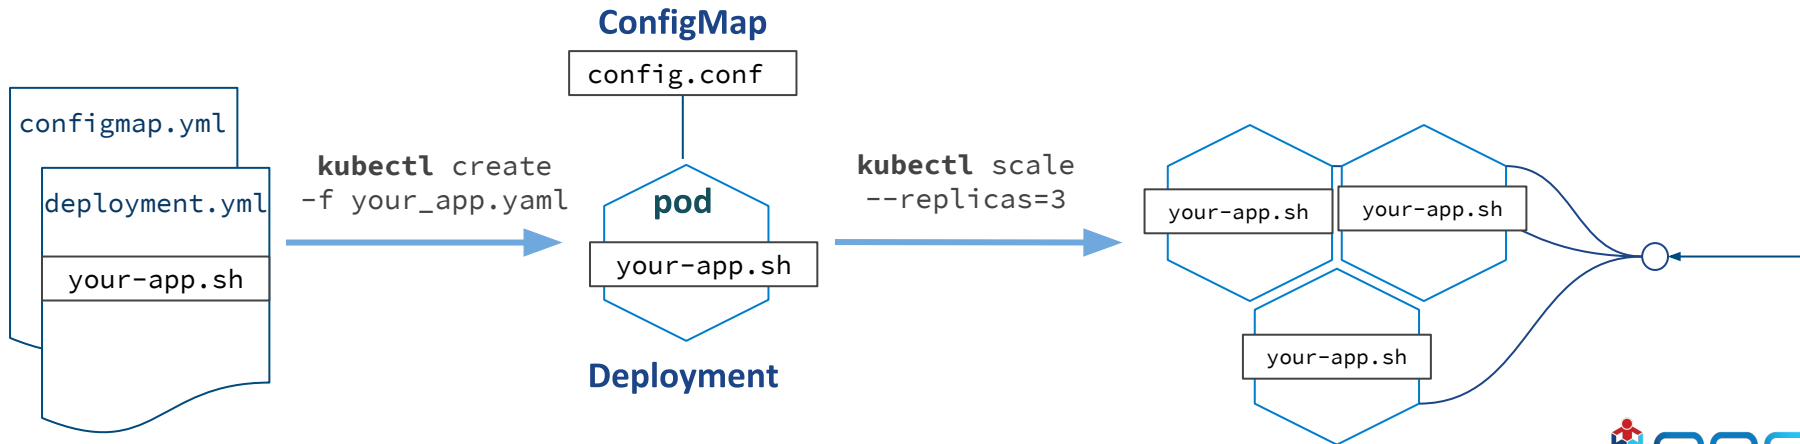 ConfigMap
config.conf
configmap.yml
deployment.yml
your-app.sh
kubectl create
-f your_app.yaml
pod
your-app.sh
Deployment
kubectl scale
--replicas=3
your-app.sh
your-app.sh
your-app.sh